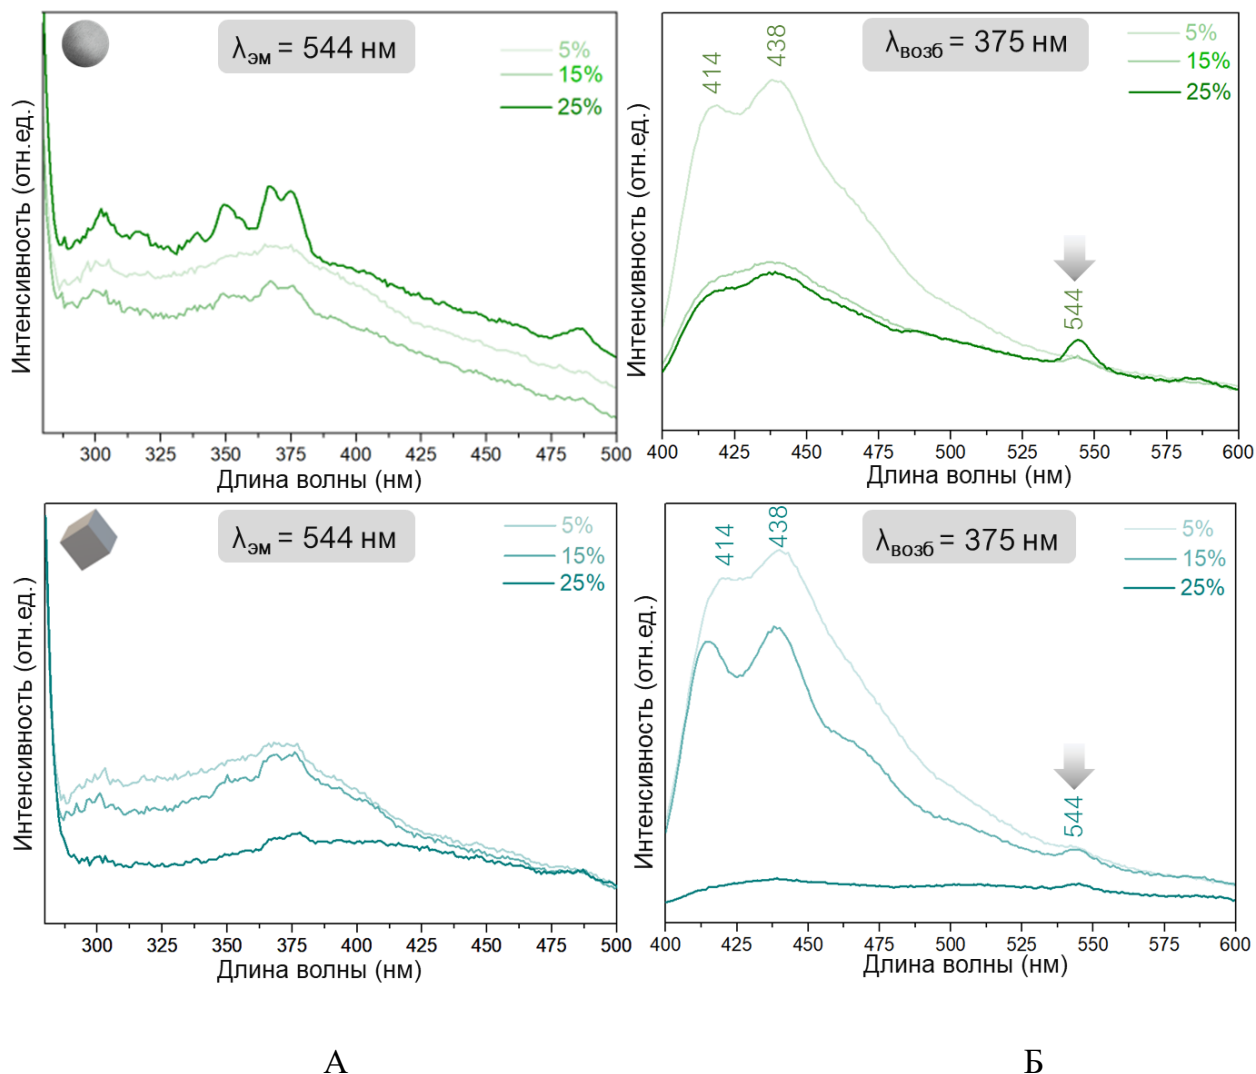 λэм = 544 нм
5%
15%
25%
Интенсивность (отн.ед.)
300 325 350 375 400 425 450 475 500
Длина волны (нм)
λвозб = 375 нм
5%
15%
25%
414
438
544
Интенсивность (отн.ед.)
400 425 450 475 500 525 550 575 600
Длина волны (нм)
λэм = 544 нм
5%
15%
25%
Интенсивность (отн.ед.)
300 325 350 375 400 425 450 475 500
Длина волны (нм)
λвозб = 375 нм
5%
15%
25%
414
438
544
Интенсивность (отн.ед.)
400 425 450 475 500 525 550 575 600
Длина волны (нм)
А
Б